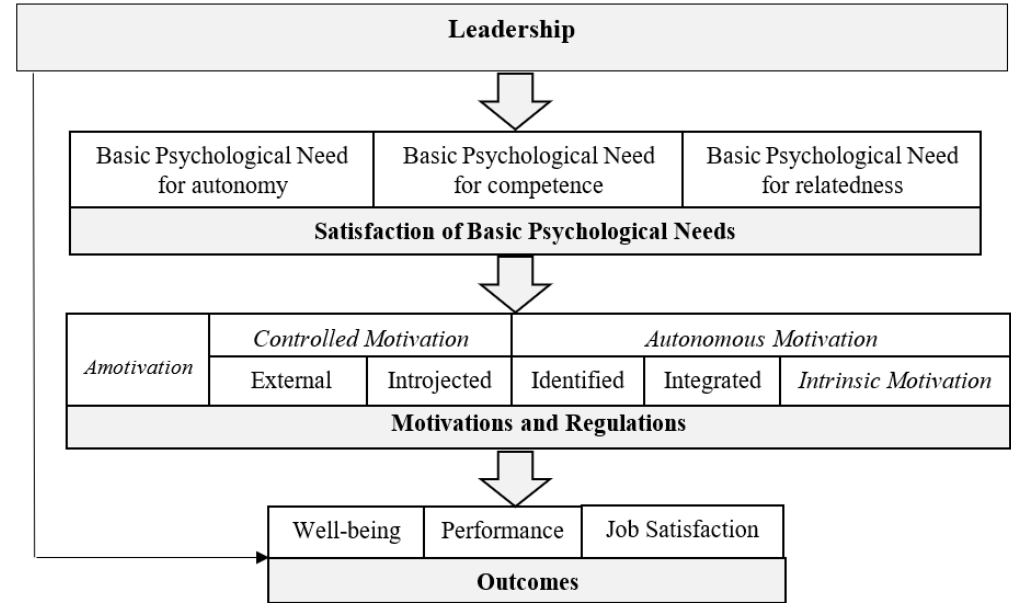 Leadership
Basic Psychological Need
for autonomy
Basic Psychological Need
for competence
Basic Psychological Need
for relatedness
Satisfaction of Basic Psychological Needs
Amotivation
Controlled Motivation
Autonomous Motivation
External
Introjected
Identified
Integrated
Intrinsic Motivation
Motivations and Regulations
Well-being
Performance
Job Satisfaction
Outcomes